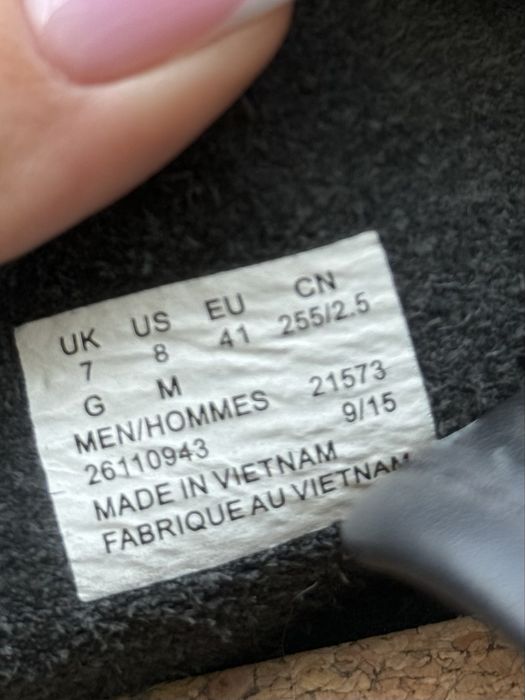 UK US EU CN
7 8 41 255/2.5
G M
MEN/HOMMES 21573
26110943 9/15
MADE IN VIETNAM
FABRIQUE AU VIETNAM